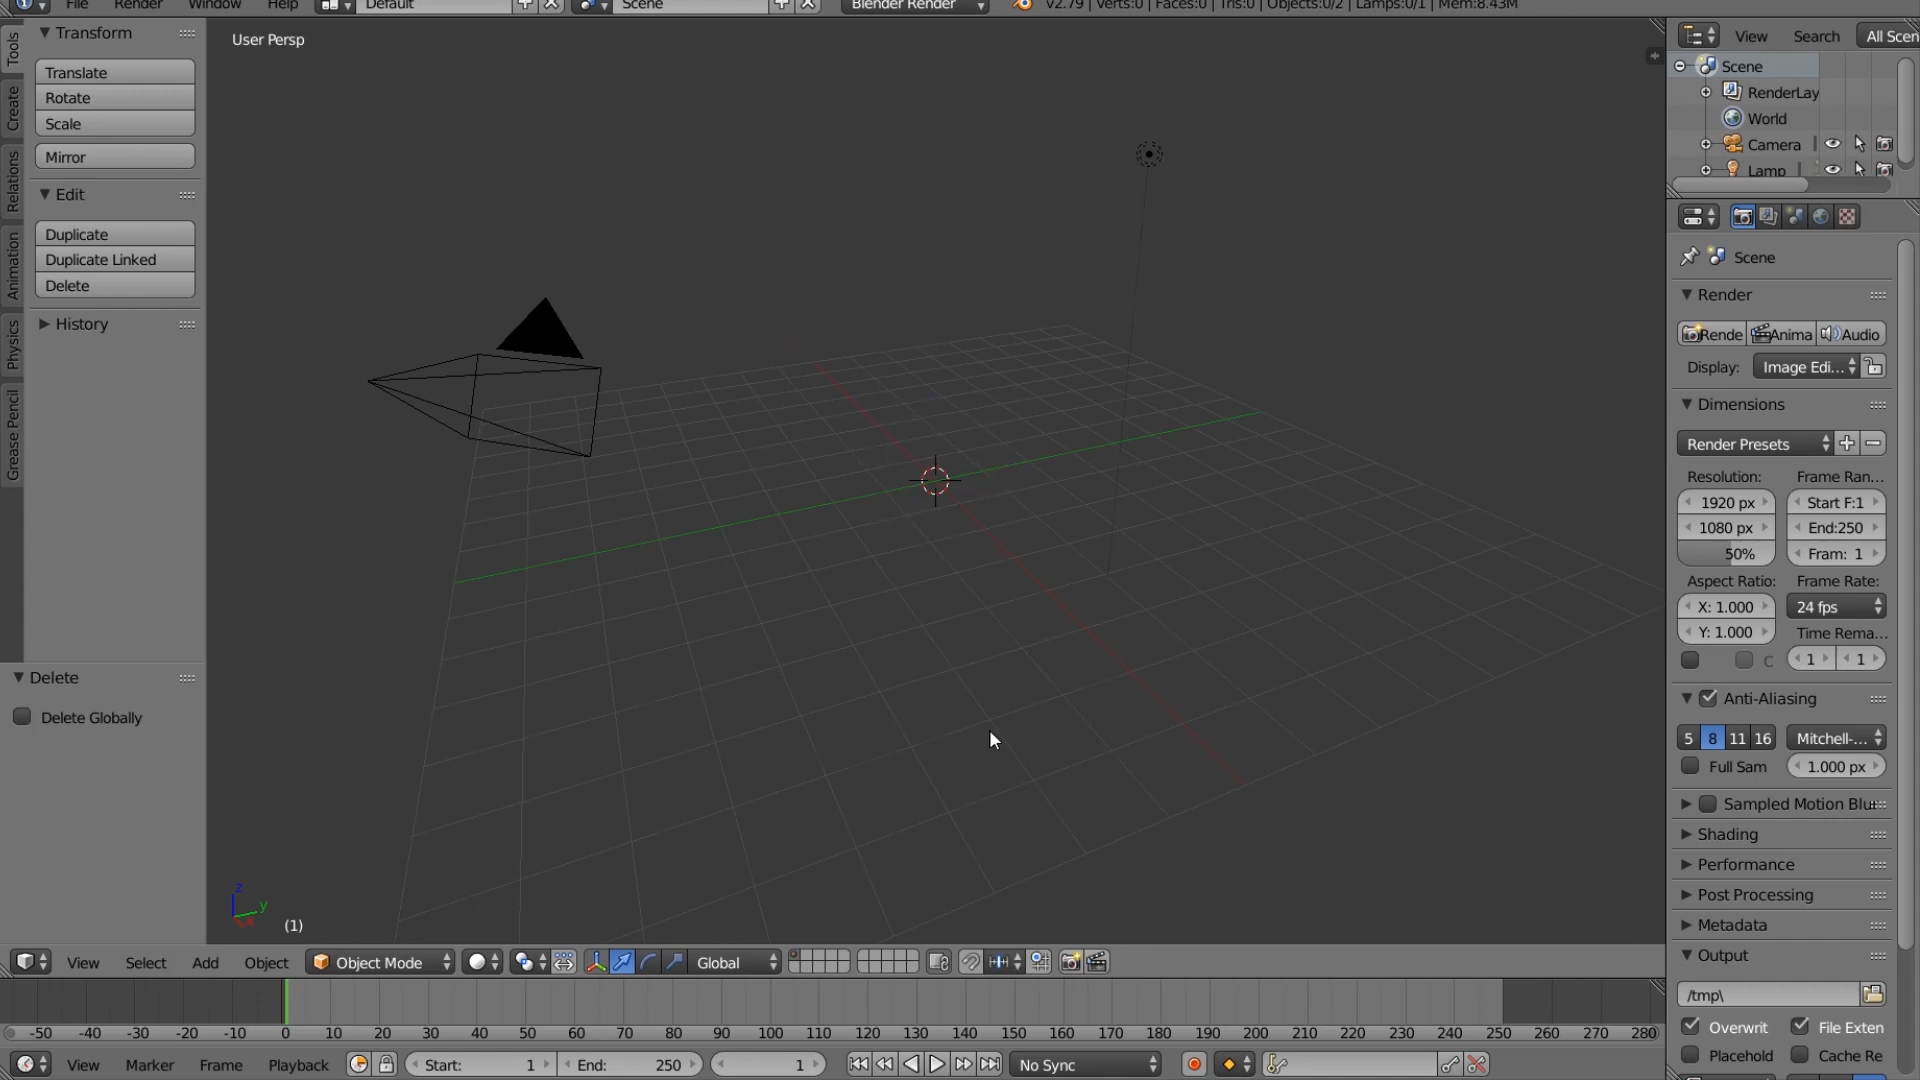 File Render Window Help Default Scene Blender Render v2.79 | Verts:0 | Faces:0 | Tris:0 | Objects:0/2 | Lamps:0/1 | Mem:8.43M
Tools
Create
Relations
Animation
Physics
Grease Pencil
Transform
Translate
Rotate
Scale
Mirror
Edit
Duplicate
Duplicate Linked
Delete
History
Delete
Delete Globally
User Persp
z
y
x
(1)
View Search All Scen
Scene
RenderLay
World
Camera
Lamp
Scene
Render
Rende Anima Audio
Display: Image Edi...
Dimensions
Render Presets
Resolution: Frame Ran...
1920 px Start F:1
1080 px End:250
50% Fram: 1
Aspect Ratio: Frame Rate:
X: 1.000 24 fps
Y: 1.000 Time Rema...
C 1 1
Anti-Aliasing
5 8 11 16 Mitchell-...
Full Sam 1.000 px
Sampled Motion Blu
Shading
Performance
Post Processing
Metadata
Output
/tmp\
Overwrit File Exten
Placehold Cache Re
View Select Add Object Object Mode Global
-50 -40 -30 -20 -10 0 10 20 30 40 50 60 70 80 90 100 110 120 130 140 150 160 170 180 190 200 210 220 230 240 250 260 270 280
View Marker Frame Playback Start: 1 End: 250 1 No Sync